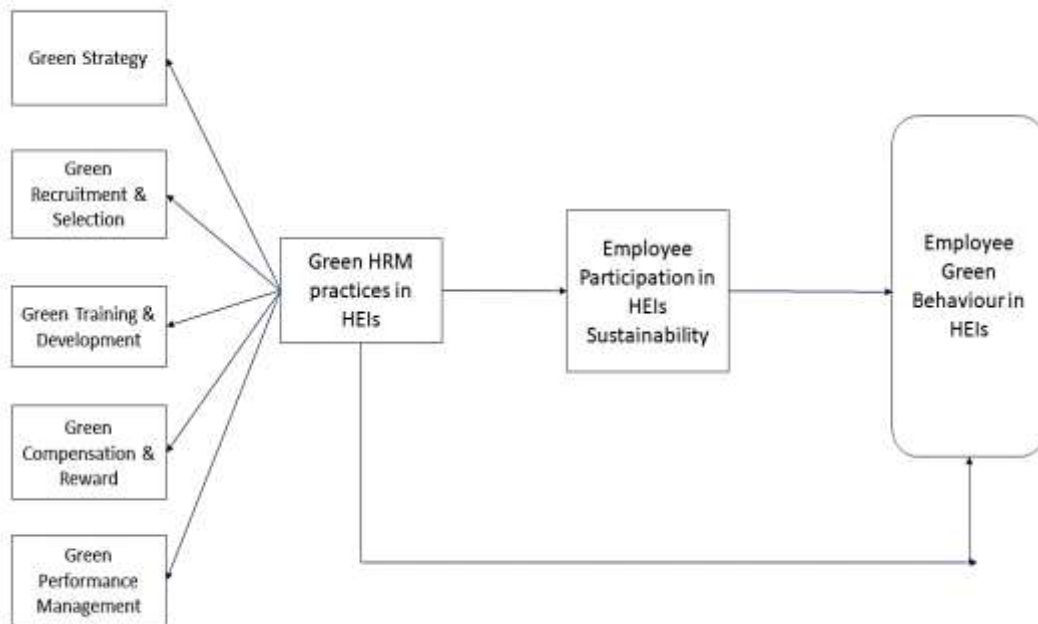 Green Strategy
Green
Recruitment &
Selection
Green Training &
Development
Green
Compensation &
Reward
Green
Performance
Management
Green HRM
practices in
HEIs
Employee
Participation in
HEIs
Sustainability
Employee
Green
Behaviour in
HEIs